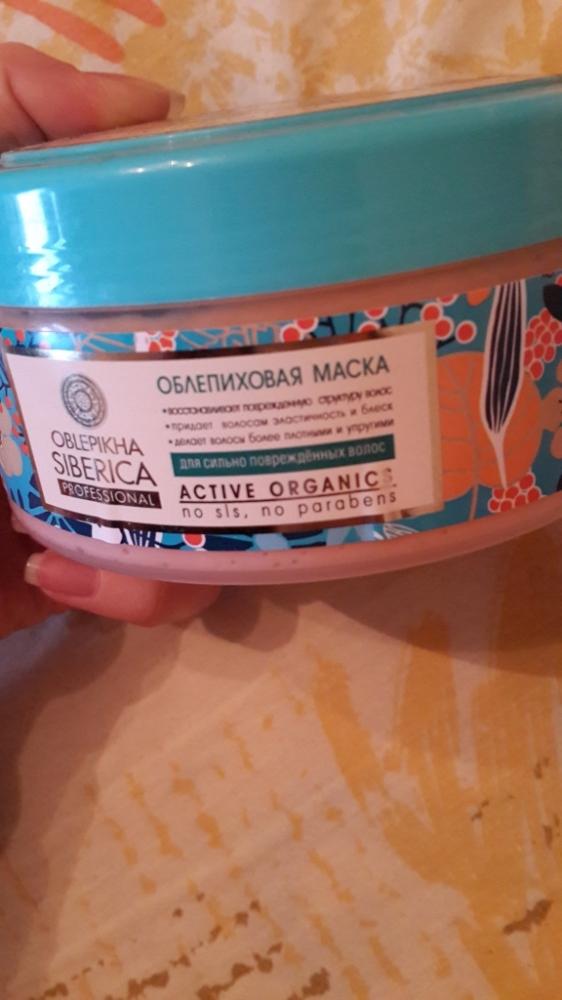 OBLEPIKHA
SIBERICA
PROFESSIONAL
ОБЛЕПИХОВАЯ МАСКА
•восстанавливает поврежденную структуру волос
•придает волосам эластичность и блеск
•делает волосы более плотными и упругими
ДЛЯ СИЛЬНО ПОВРЕЖДЁННЫХ ВОЛОС
ACTIVE ORGANICS
no sls, no parabens